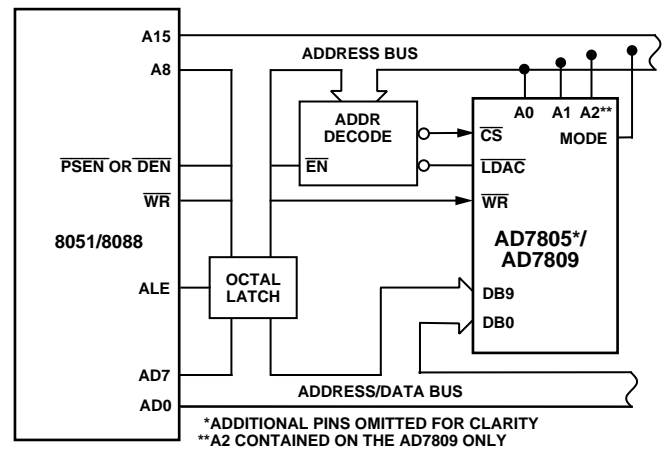 A15
ADDRESS BUS
A8
A0 A1 A2**
ADDR
DECODE
CS
MODE
PSEN OR DEN
EN
LDAC
WR
WR
8051/8088
AD7805*/
AD7809
ALE
OCTAL
LATCH
DB9
DB0
AD7
ADDRESS/DATA BUS
AD0
*ADDITIONAL PINS OMITTED FOR CLARITY
**A2 CONTAINED ON THE AD7809 ONLY